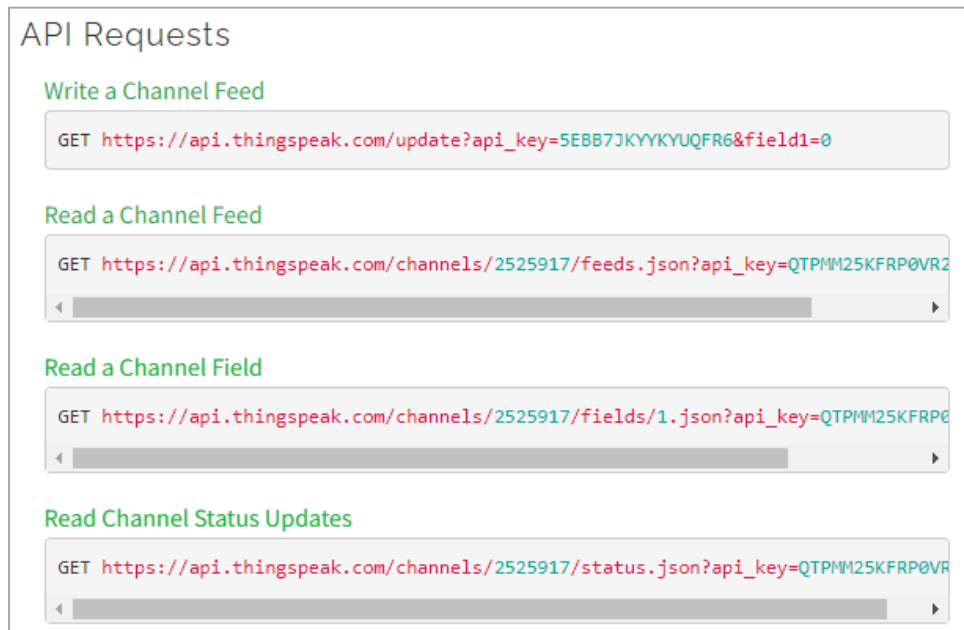 API Requests
Write a Channel Feed
GET https://api.thingspeak.com/update?api_key=5EBB7JKYYKYUQFR6&field1=0
Read a Channel Feed
GET https://api.thingspeak.com/channels/2525917/feeds.json?api_key=QTPMM25KFRP0VR2
Read a Channel Field
GET https://api.thingspeak.com/channels/2525917/fields/1.json?api_key=QTPMM25KFRP0
Read Channel Status Updates
GET https://api.thingspeak.com/channels/2525917/status.json?api_key=QTPMM25KFRP0VR